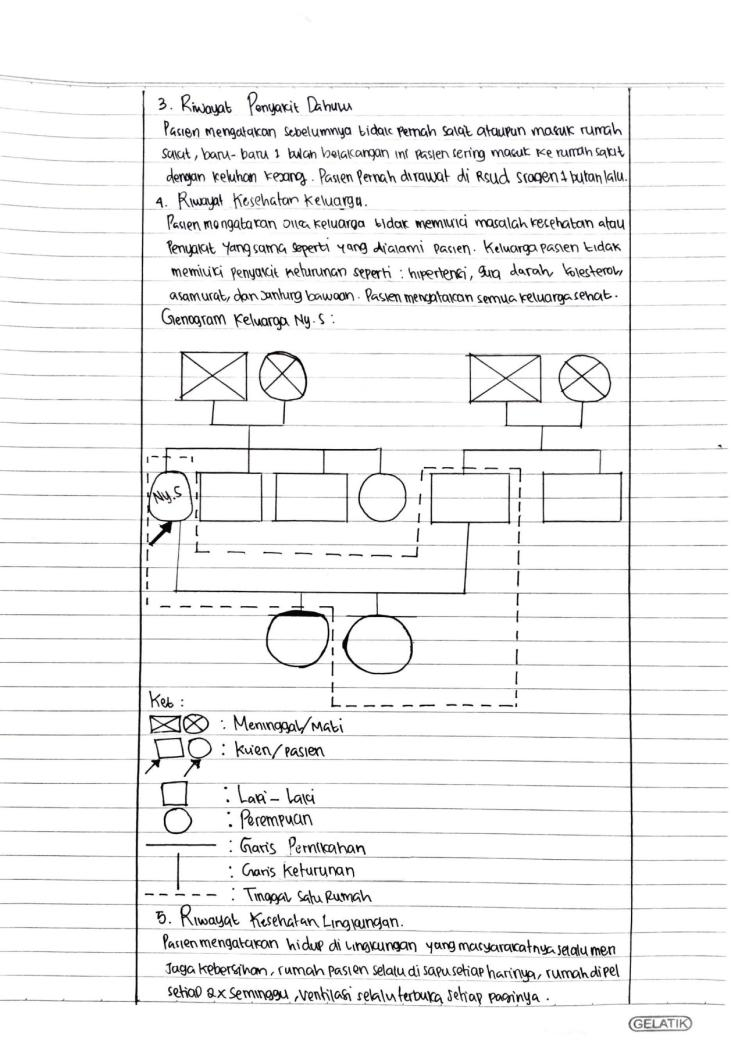 3. Riwayat Penyakit Dahulu
Pasien mengatakan sebelumnya tidak pernah sakit ataupun masuk rumah
sakit, baru-baru 1 bulan belakangan ini pasien sering masuk ke rumah sakit
dengan keluhan kejang. Pasien Pernah dirawat di Rsud Sragen 1 bulan lalu.
4. Riwayat Kesehatan Keluarga.
Pasien mengatakan jika keluarga tidak memiliki masalah kesehatan atau
Penyakit yang sama seperti yang dialami pasien. Keluarga pasien tidak
memiliki penyakit keturunan seperti : hipertensi, gula darah, kolesterol,
asam urat, dan jantung bawaan. Pasien mengatakan semua keluarga sehat.
Genogram Keluarga Ny.S :
Ny.S
Ket :
: Meninggal/Mati
: Klien/pasien
: Laki - Laki
: Perempuan
: Garis Pernikahan
: Garis Keturunan
: Tinggal Satu Rumah
5. Riwayat Kesehatan Lingkungan.
Pasien mengatakan hidup di lingkungan yang masyarakatnya selalu men
jaga kebersihan, rumah pasien selalu di sapu setiap harinya, rumah dipel
setiap 2x seminggu, ventilasi selalu terbuka setiap paginya.
GELATIK